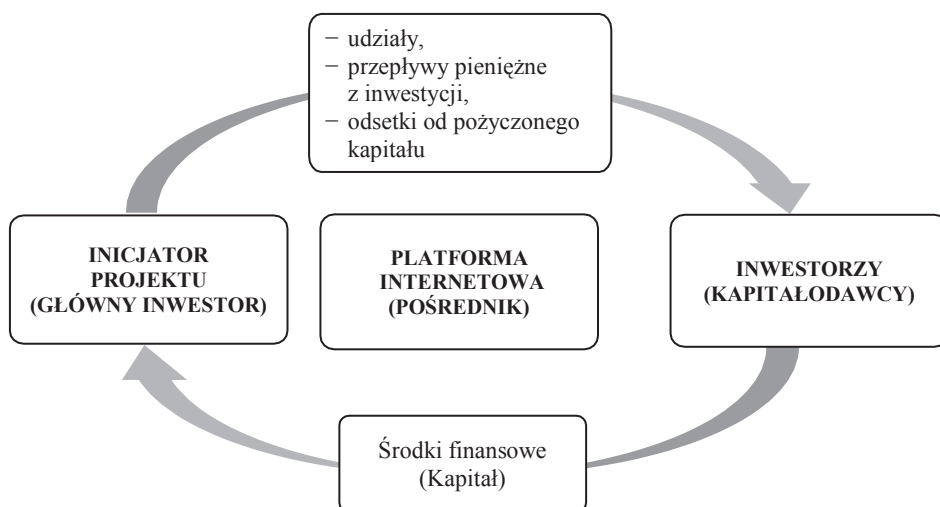 – udziały,
– przepływy pieniężne
z inwestycji,
– odsetki od pożyczonego
kapitału
INICJATOR
PROJEKTU
(GŁÓWNY INWESTOR)
PLATFORMA
INTERNETOWA
(POŚREDNIK)
INWESTORZY
(KAPITAŁODAWCY)
Środki finansowe
(Kapitał)